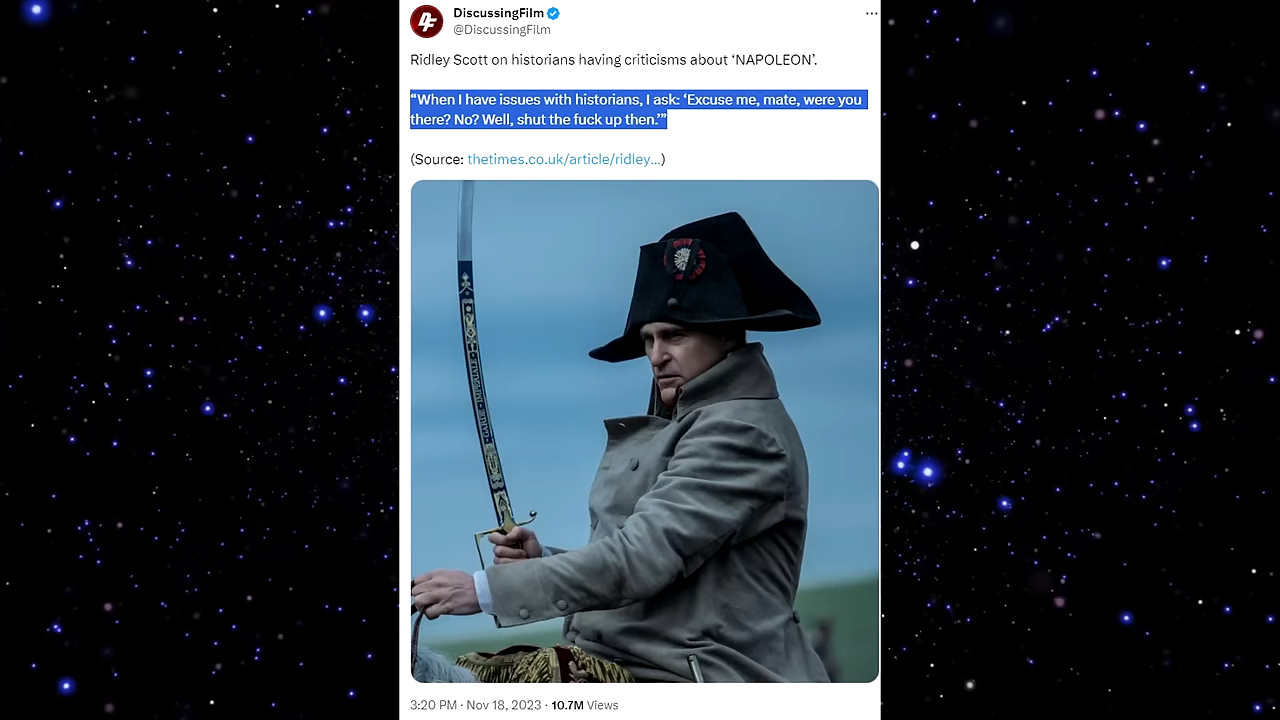 DiscussingFilm
@DiscussingFilm
Ridley Scott on historians having criticisms about ‘NAPOLEON’.
“When I have issues with historians, I ask: ‘Excuse me, mate, were you
there? No? Well, shut the fuck up then.’”
(Source: thetimes.co.uk/article/ridley...)
GARDE IMPERIALE
3:20 PM · Nov 18, 2023 · 10.7M Views